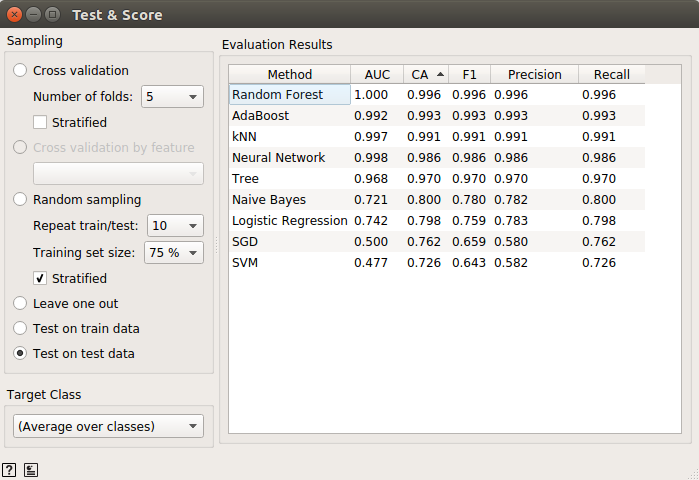 Test & Score
Sampling
Cross validation
Number of folds: 5
Stratified
Cross validation by feature
Random sampling
Repeat train/test: 10
Training set size: 75 %
Stratified
Leave one out
Test on train data
Test on test data
Target Class
(Average over classes)
Evaluation Results
Method AUC CA F1 Precision Recall
Random Forest 1.000 0.996 0.996 0.996 0.996
AdaBoost 0.992 0.993 0.993 0.993 0.993
kNN 0.997 0.991 0.991 0.991 0.991
Neural Network 0.998 0.986 0.986 0.986 0.986
Tree 0.968 0.970 0.970 0.970 0.970
Naive Bayes 0.721 0.800 0.780 0.782 0.800
Logistic Regression 0.742 0.798 0.759 0.783 0.798
SGD 0.500 0.762 0.659 0.580 0.762
SVM 0.477 0.726 0.643 0.582 0.726
?